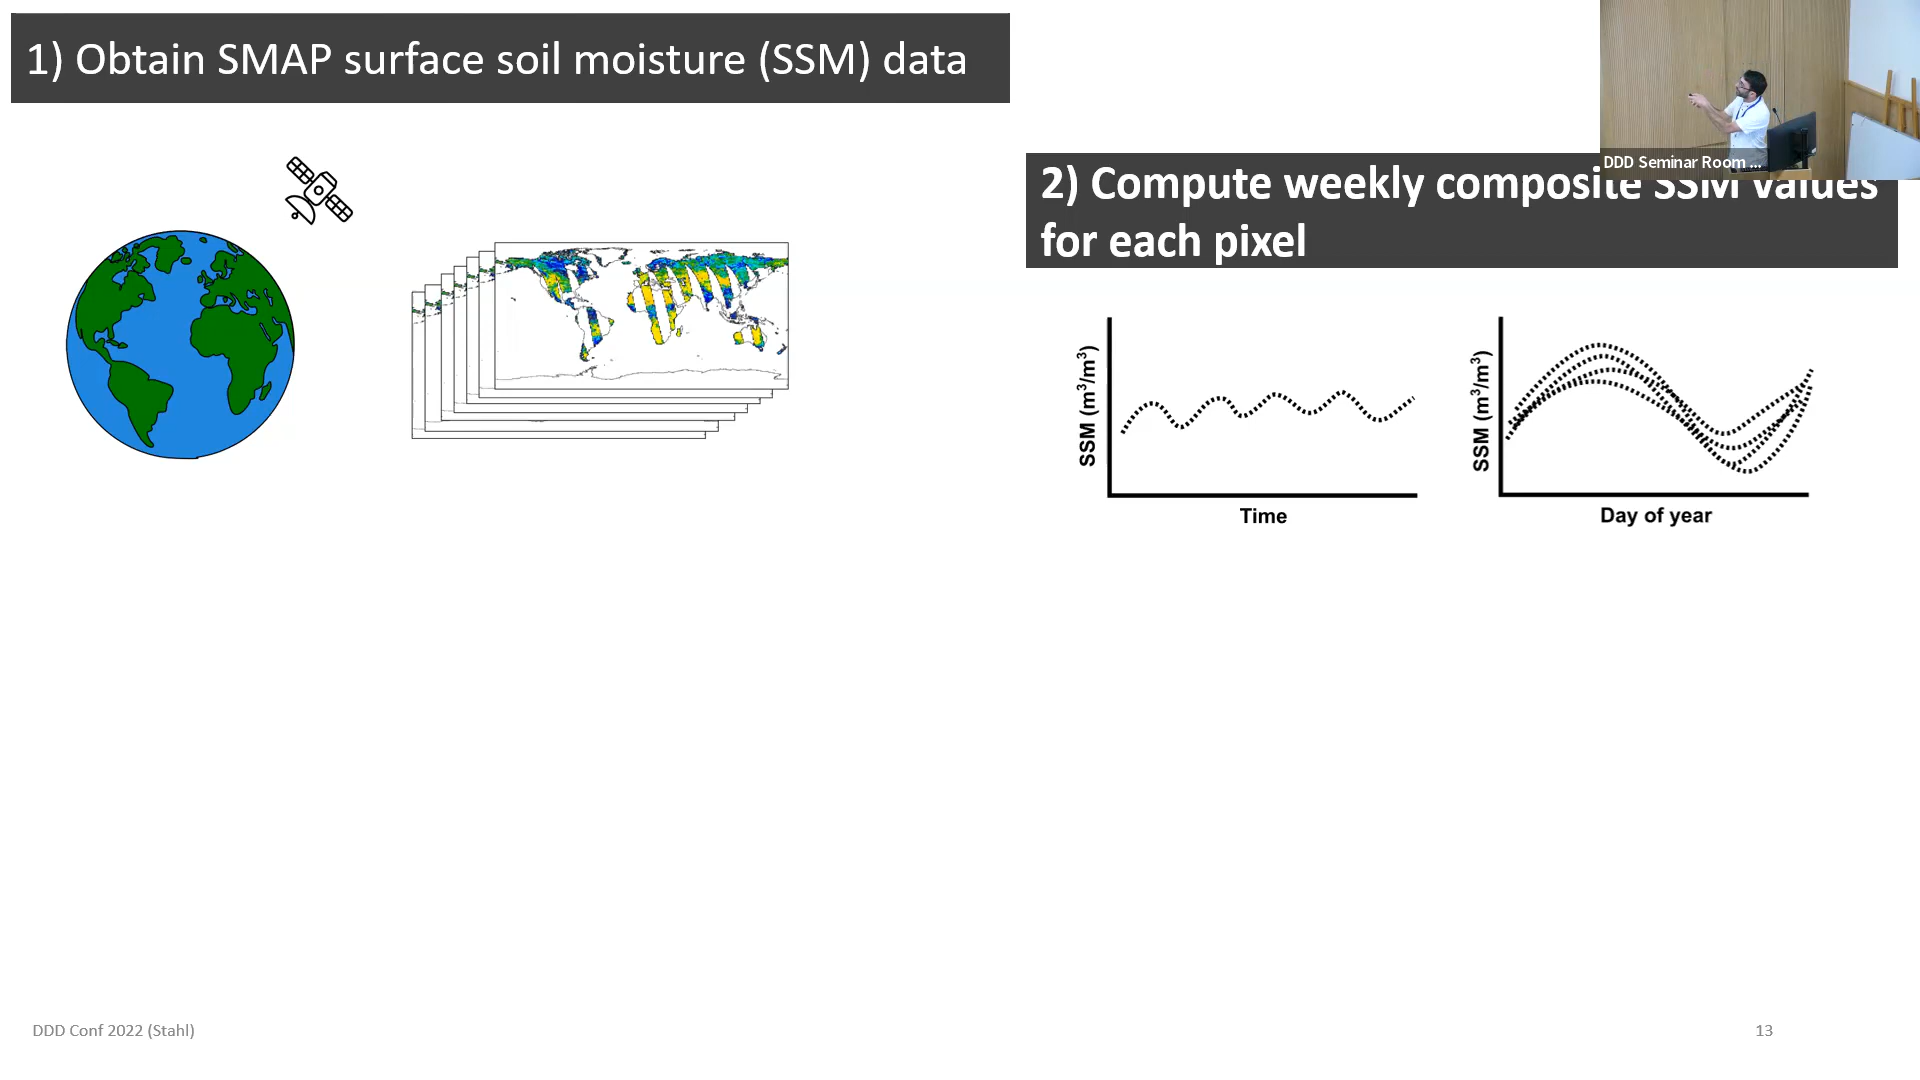 1) Obtain SMAP surface soil moisture (SSM) data
DDD Seminar Room ...
2) Compute weekly composite SSM values
for each pixel
SSM (m³/m³)
Time
SSM (m³/m³)
Day of year
DDD Conf 2022 (Stahl)
13